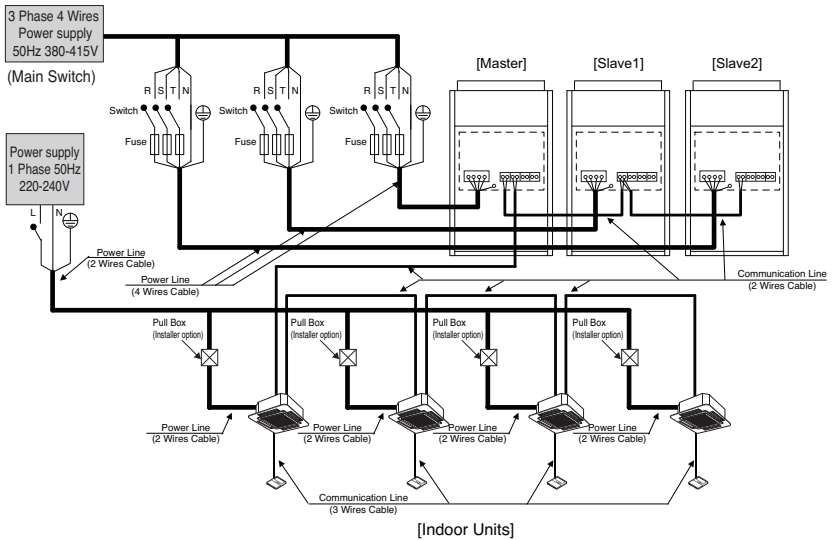 3 Phase 4 Wires
Power supply
50Hz 380-415V
(Main Switch)
[Master]
[Slave1]
[Slave2]
R S T N
R S T N
R S T N
Switch
Switch
Switch
Fuse
Fuse
Fuse
Power supply
1 Phase 50Hz
220-240V
L
N
Power Line
(2 Wires Cable)
Power Line
(4 Wires Cable)
Communication Line
(2 Wires Cable)
Pull Box
(Installer option)
Pull Box
(Installer option)
Pull Box
(Installer option)
Pull Box
(Installer option)
Power Line
(2 Wires Cable)
Power Line
(2 Wires Cable)
Power Line
(2 Wires Cable)
Power Line
(2 Wires Cable)
Communication Line
(3 Wires Cable)
[Indoor Units]